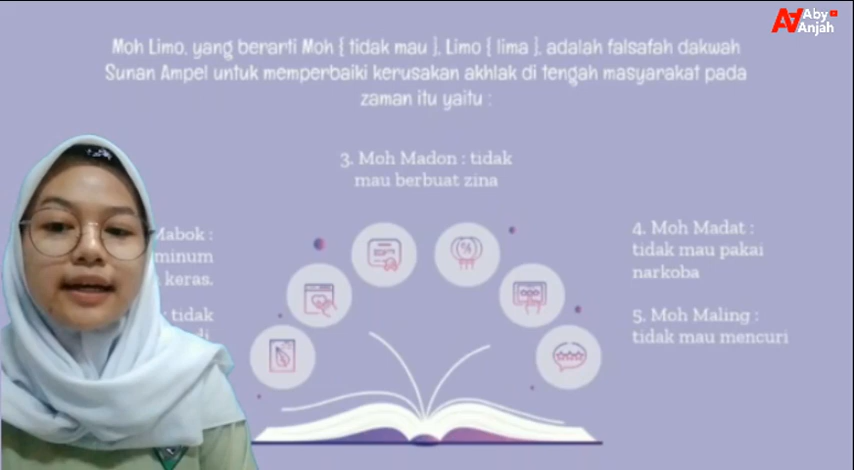 Aby
Anjah
Moh Limo, yang berarti Moh { tidak mau }, Limo { lima }, adalah falsafah dakwah
Sunan Ampel untuk memperbaiki kerusakan akhlak di tengah masyarakat pada
zaman itu yaitu :
3. Moh Madon : tidak
mau berbuat zina
Mabok :
minum
keras.
tidak
4. Moh Madat :
tidak mau pakai
narkoba
5. Moh Maling :
tidak mau mencuri